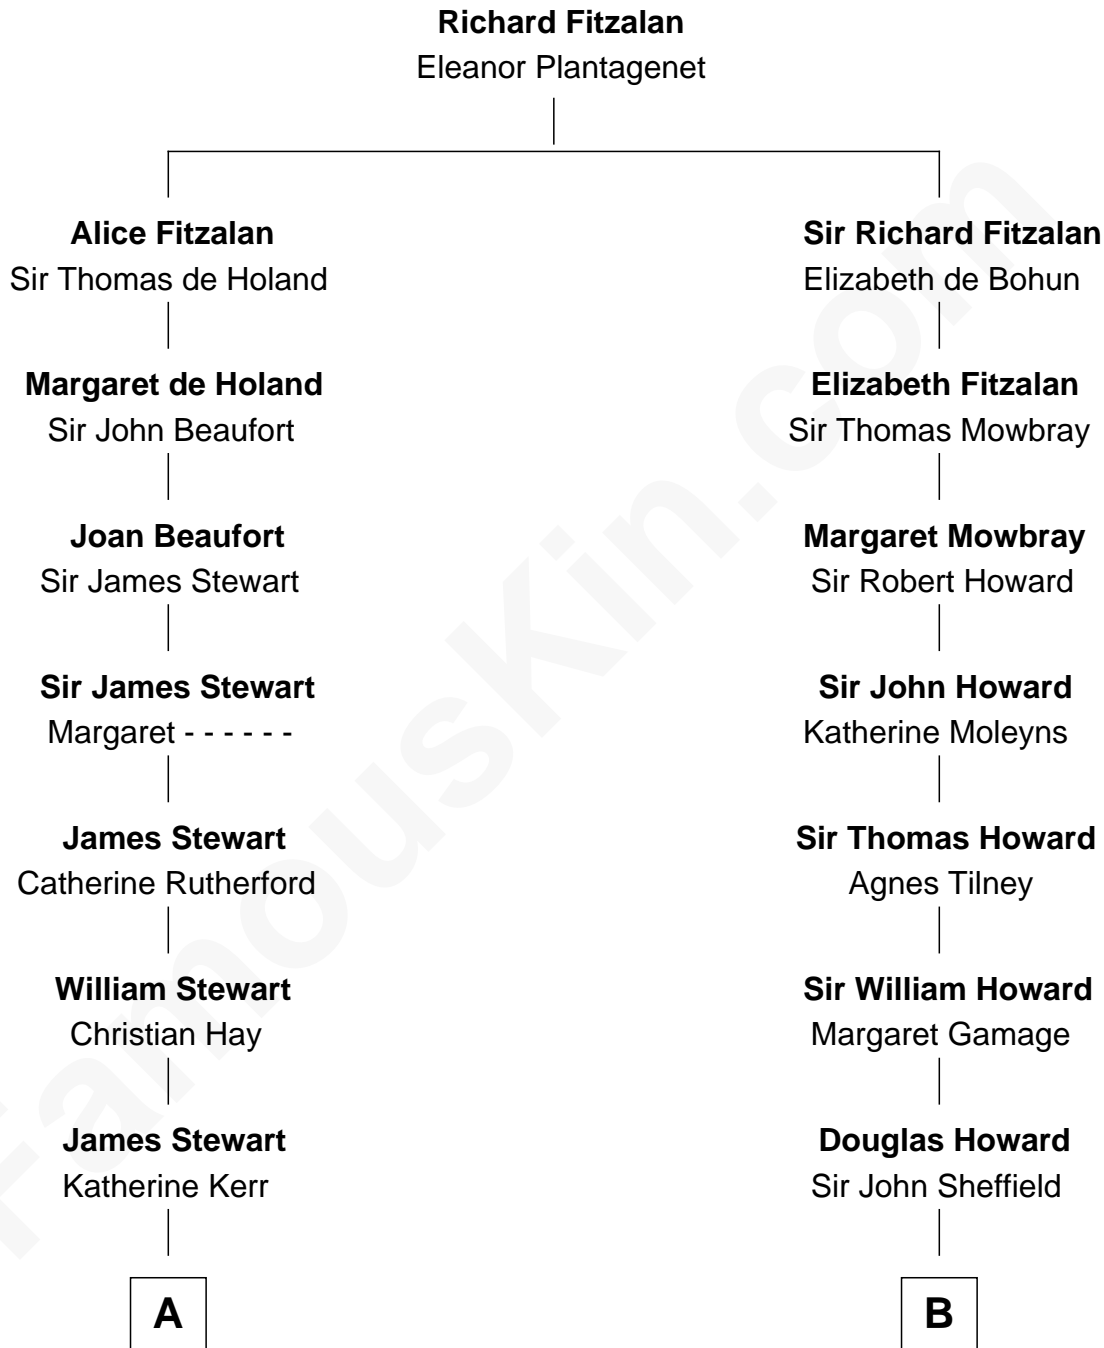 Richard Fitzalan
Eleanor Plantagenet
Alice Fitzalan
Sir Thomas de Holand
Sir Richard Fitzalan
Elizabeth de Bohun
Margaret de Holand
Sir John Beaufort
Elizabeth Fitzalan
Sir Thomas Mowbray
Joan Beaufort
Sir James Stewart
Margaret Mowbray
Sir Robert Howard
Sir James Stewart
Margaret - - - - - -
Sir John Howard
Katherine Moleyns
James Stewart
Catherine Rutherford
Sir Thomas Howard
Agnes Tilney
William Stewart
Christian Hay
Sir William Howard
Margaret Gamage
James Stewart
Katherine Kerr
Douglas Howard
Sir John Sheffield
A
B
FamousKin.com